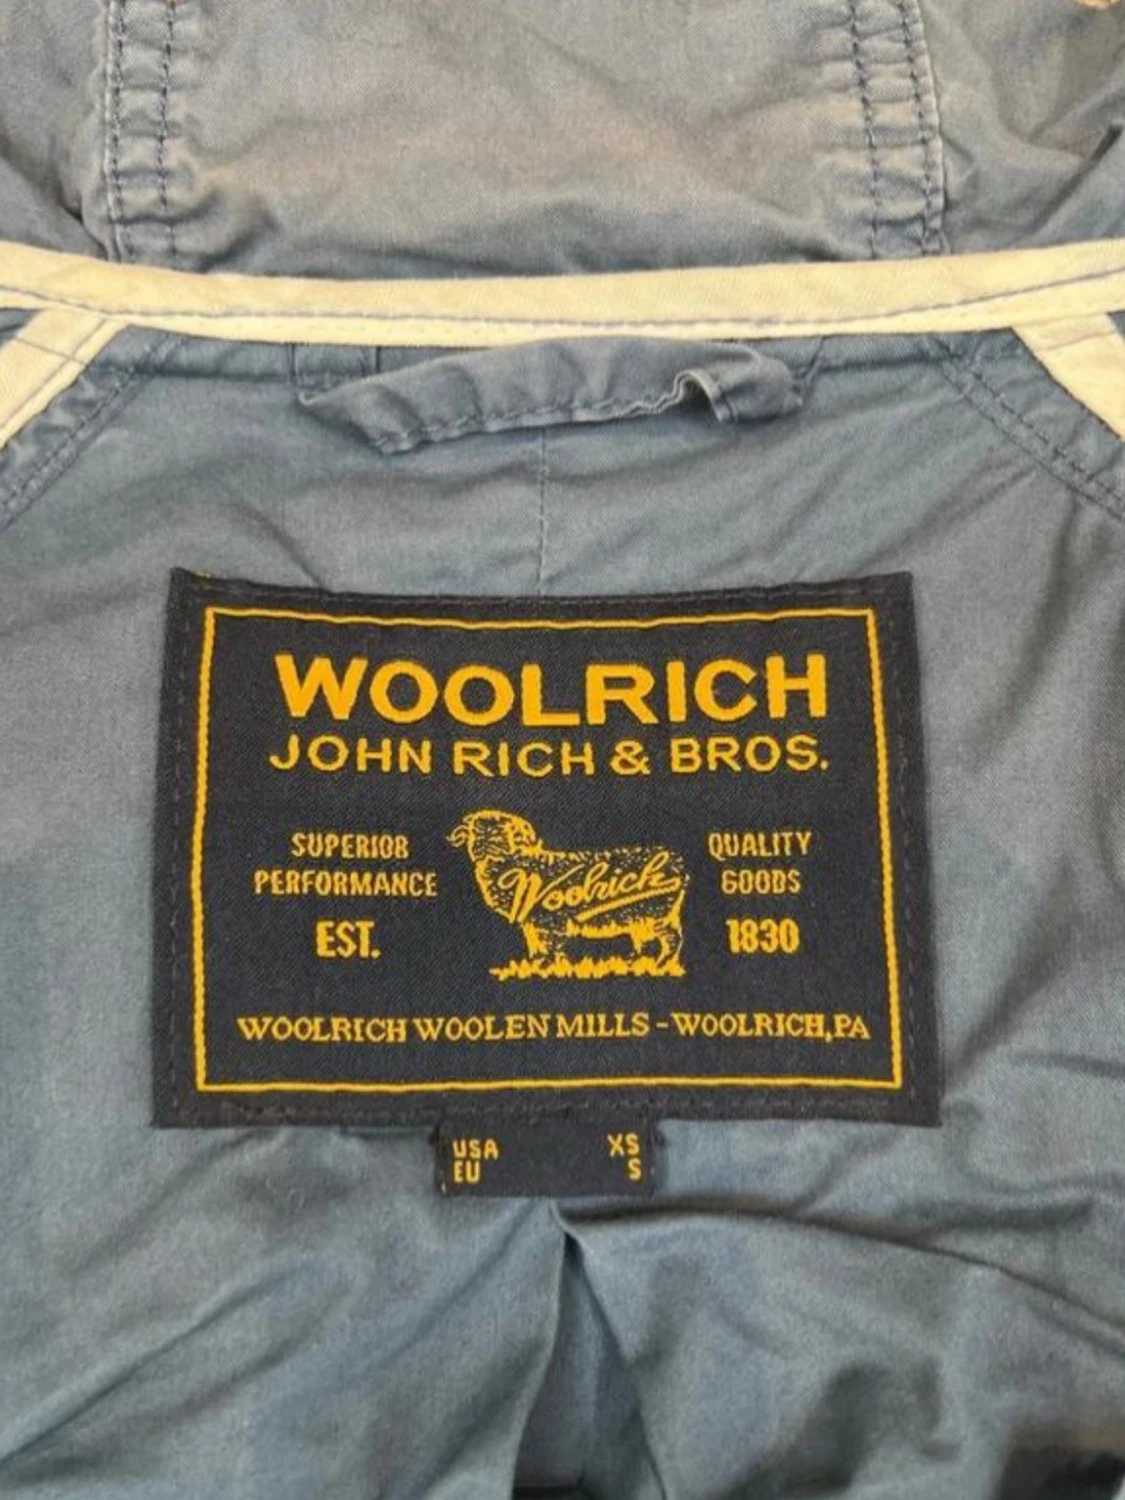 WOOLRICH
JOHN RICH & BROS.
SUPERIOR
PERFORMANCE
EST.
Woolrich
QUALITY
GOODS
1830
WOOLRICH WOOLEN MILLS - WOOLRICH, PA
USA XS
EU S